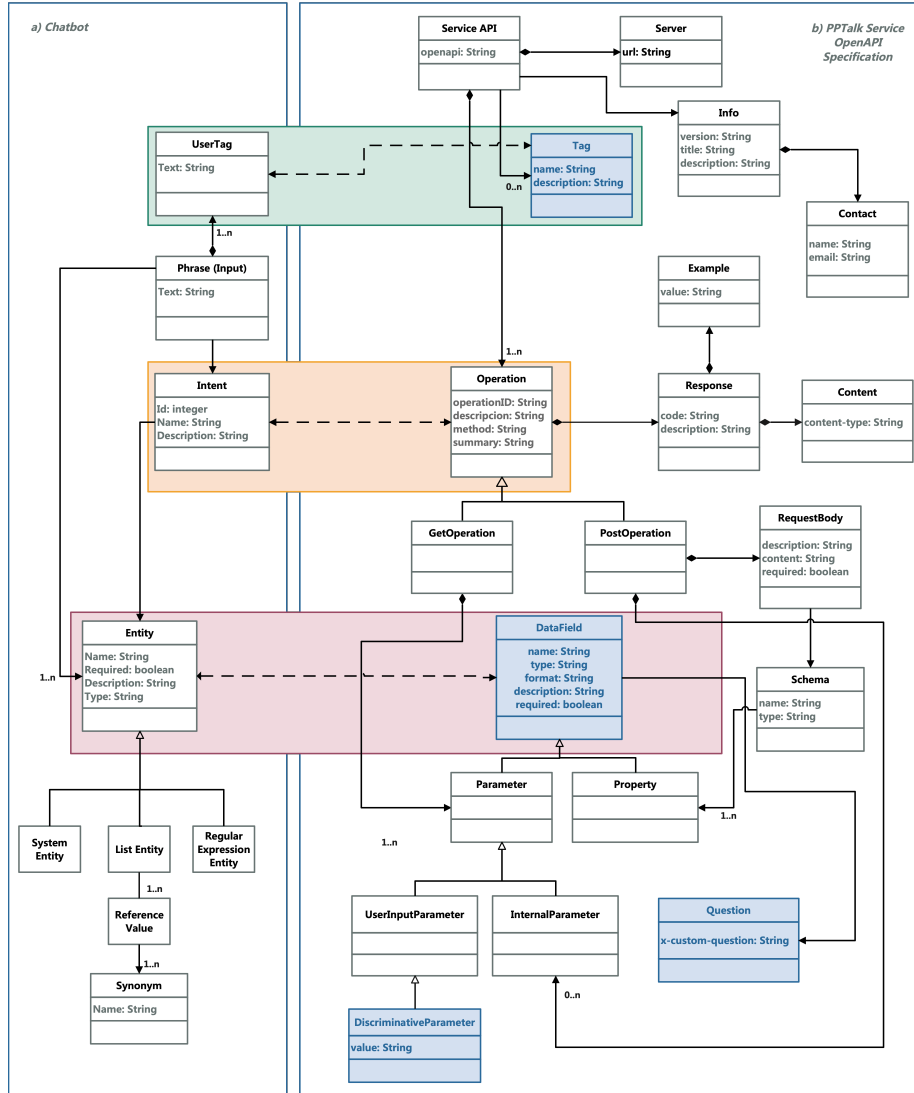 a) Chatbot
b) PPTalk Service
OpenAPI
Specification
Service API
openapi: String
Server
url: String
Info
version: String
title: String
description: String
UserTag
Text: String
Tag
name: String
description: String
0..n
Contact
name: String
email: String
1..n
Phrase (Input)
Text: String
Example
value: String
1..n
Intent
Id: integer
Name: String
Description: String
Operation
operationID: String
descripcion: String
method: String
summary: String
Response
code: String
description: String
Content
content-type: String
GetOperation
PostOperation
RequestBody
description: String
content: String
required: boolean
Entity
Name: String
Required: boolean
Description: String
Type: String
1..n
DataField
name: String
type: String
format: String
description: String
required: boolean
Schema
name: String
type: String
Parameter
Property
1..n
1..n
System
Entity
List Entity
Regular
Expression
Entity
1..n
Reference
Value
1..n
Synonym
Name: String
UserInputParameter
InternalParameter
0..n
Question
x-custom-question: String
DiscriminativeParameter
value: String